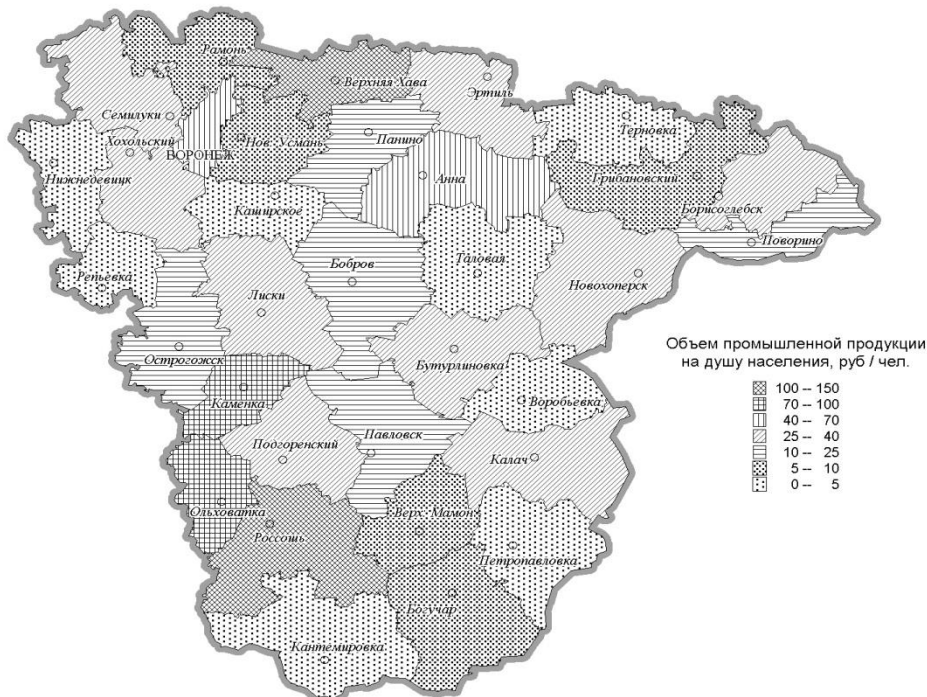 Рамонь
Верхняя Хава
Эртиль
Семилуки
Терновка
Хохольский
ВОРОНЕЖ
Нов. Усмань
Панино
Нижнедевицк
Анна
Грибановский
Каширское
Борисоглебск
Поворино
Репьевка
Бобров
Таловая
Новохоперск
Лиски
Острогожск
Бутурлиновка
Каменка
Воробьевка
Подгоренский
Павловск
Калач
Ольховатка
Россошь
Верх. Мамон
Петропавловка
Богучар
Кантемировка
Объем промышленной продукции
на душу населения, руб / чел.
100 -- 150
70 -- 100
40 -- 70
25 -- 40
10 -- 25
5 -- 10
0 -- 5